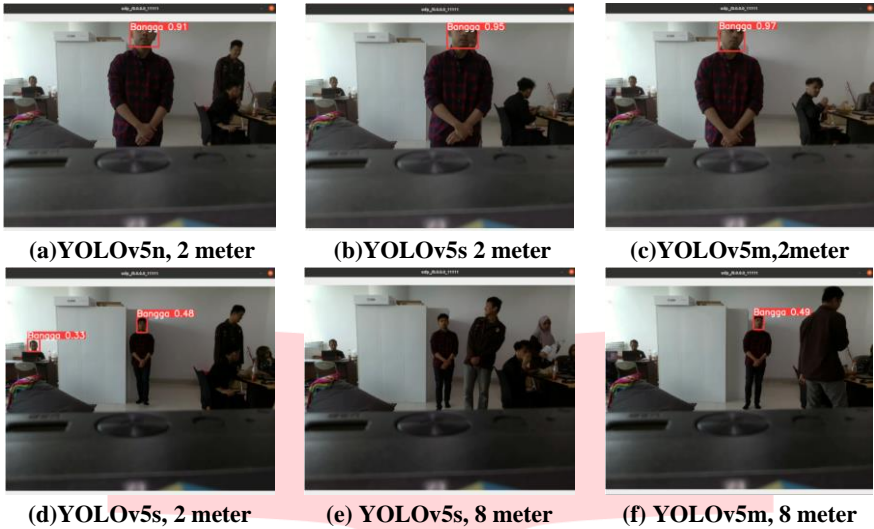 Bangga 0.91
Bangga 0.95
Bangga 0.97
(a)YOLOv5n, 2 meter
(b)YOLOv5s 2 meter
(c)YOLOv5m,2meter
Bangga 0.33
Bangga 0.48
Bangga 0.49
(d)YOLOv5s, 2 meter
(e) YOLOv5s, 8 meter
(f) YOLOv5m, 8 meter